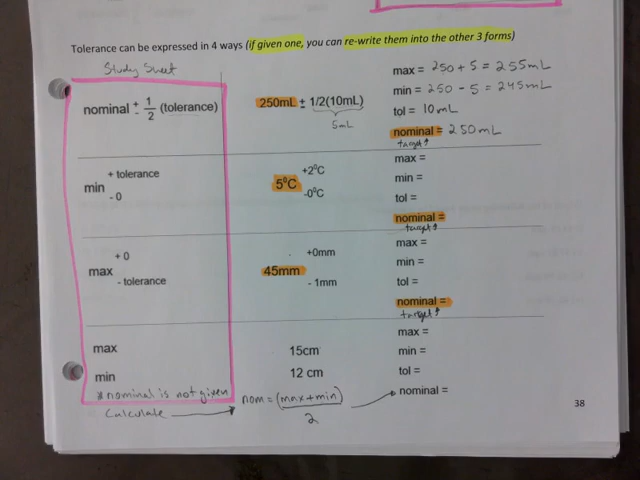 Tolerance can be expressed in 4 ways (if given one, you can re-write them into the other 3 forms)
Study Sheet
nominal ± 1/2 (tolerance)
250mL ± 1/2(10mL)
5mL
max = 250 + 5 = 255mL
min = 250 - 5 = 245mL
tol = 10mL
nominal = 250mL
target↑
min + tolerance
- 0
5°C +2°C
-0°C
max =
min =
tol =
nominal =
target↑
max + 0
- tolerance
45mm +0mm
- 1mm
max =
min =
tol =
nominal =
target↑
max
min
15cm
12 cm
max =
min =
tol =
nominal =
* nominal is not given
Calculate → nom = (max+min)
2
38